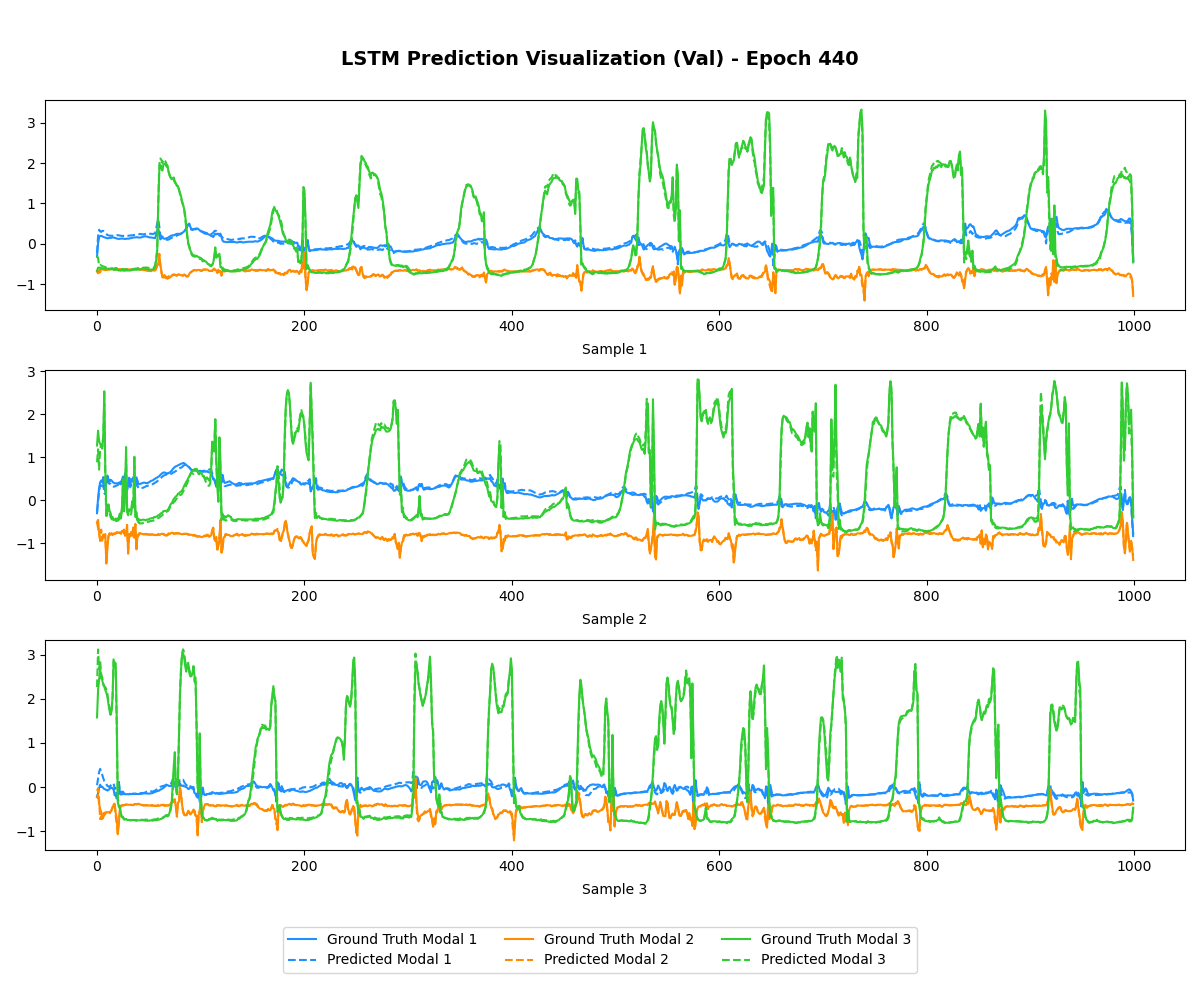 LSTM Prediction Visualization (Val) - Epoch 440
3
2
1
0
−1
0 200 400 600 800 1000
Sample 1
3
2
1
0
−1
0 200 400 600 800 1000
Sample 2
3
2
1
0
−1
0 200 400 600 800 1000
Sample 3
Ground Truth Modal 1 Ground Truth Modal 2 Ground Truth Modal 3
Predicted Modal 1 Predicted Modal 2 Predicted Modal 3